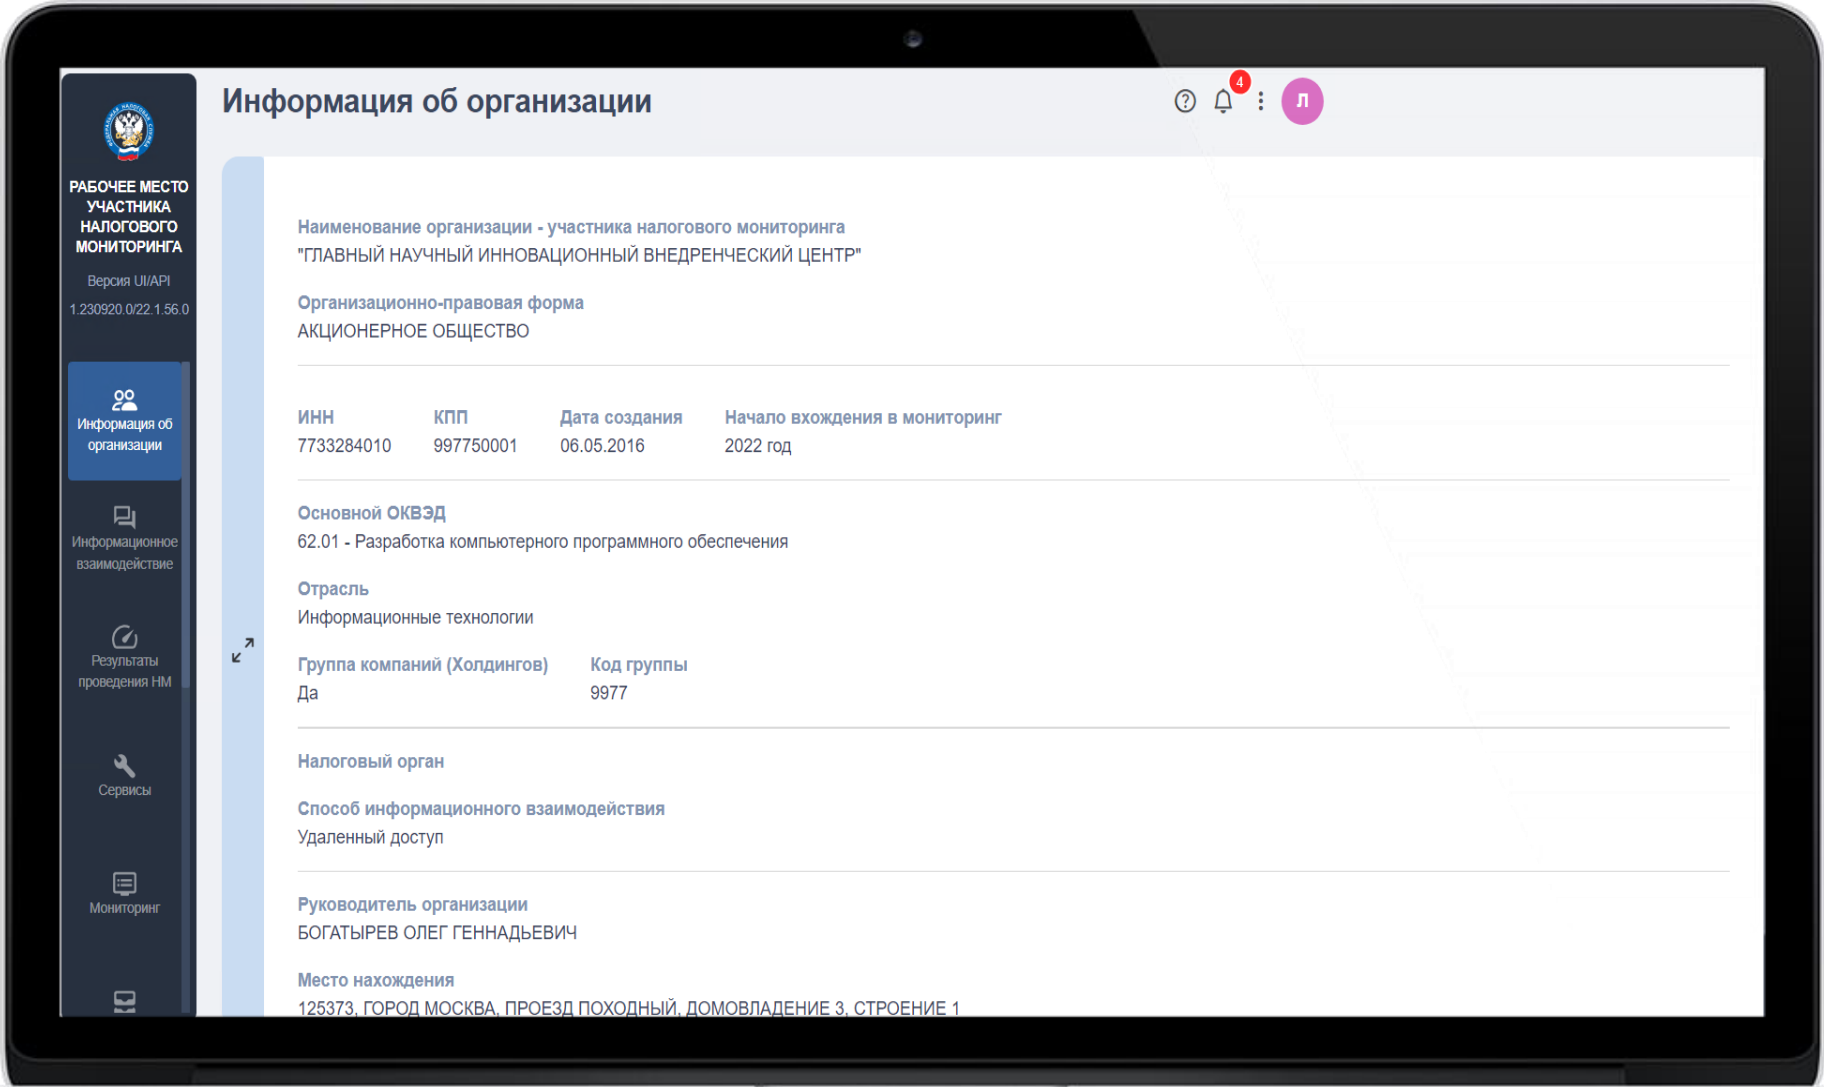 Информация об организации
4
Л
РАБОЧЕЕ МЕСТО
УЧАСТНИКА
НАЛОГОВОГО
МОНИТОРИНГА
Версия UI/API
1.230920.0/22.1.56.0
Информация об
организации
Информационное
взаимодействие
Результаты
проведения НМ
Сервисы
Мониторинг
Наименование организации - участника налогового мониторинга
"ГЛАВНЫЙ НАУЧНЫЙ ИННОВАЦИОННЫЙ ВНЕДРЕНЧЕСКИЙ ЦЕНТР"
Организационно-правовая форма
АКЦИОНЕРНОЕ ОБЩЕСТВО
ИНН КПП Дата создания Начало вхождения в мониторинг
7733284010 997750001 06.05.2016 2022 год
Основной ОКВЭД
62.01 - Разработка компьютерного программного обеспечения
Отрасль
Информационные технологии
Группа компаний (Холдингов) Код группы
Да 9977
Налоговый орган
Способ информационного взаимодействия
Удаленный доступ
Руководитель организации
БОГАТЫРЕВ ОЛЕГ ГЕННАДЬЕВИЧ
Место нахождения
125373, ГОРОД МОСКВА, ПРОЕЗД ПОХОДНЫЙ, ДОМОВЛАДЕНИЕ 3, СТРОЕНИЕ 1